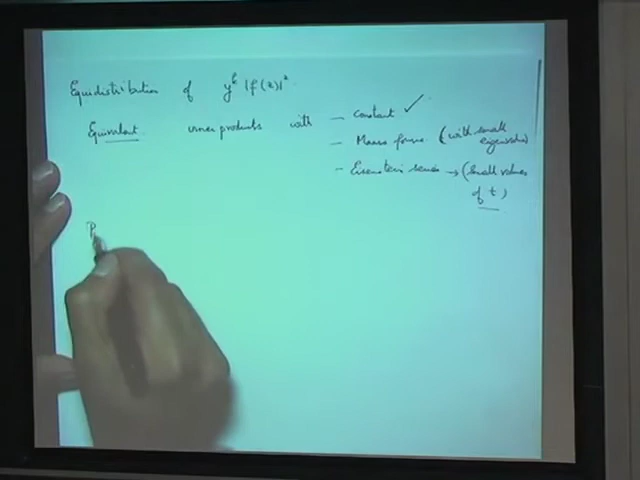 Equidistribution of y^k |f(z)|^2.
Equivalent inner products with – constant ✓
– Maass forms (with small eigenvalue)
– Eisenstein series → (small values of t)
P